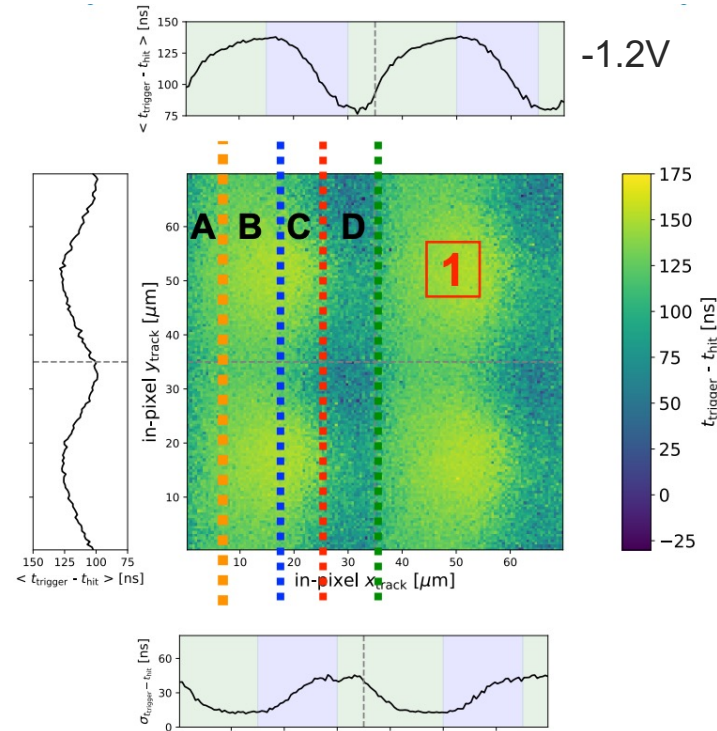 150
125
100
75
< t_trigger - t_hit > [ns]
-1.2V
A B C D
1
60
50
40
30
20
10
in-pixel y_track [μm]
10 20 30 40 50 60
in-pixel x_track [μm]
150 125 100 75
< t_trigger - t_hit > [ns]
175
150
125
100
75
50
25
0
−25
t_trigger - t_hit [ns]
60
30
0
σ_t_trigger − t_hit [ns]